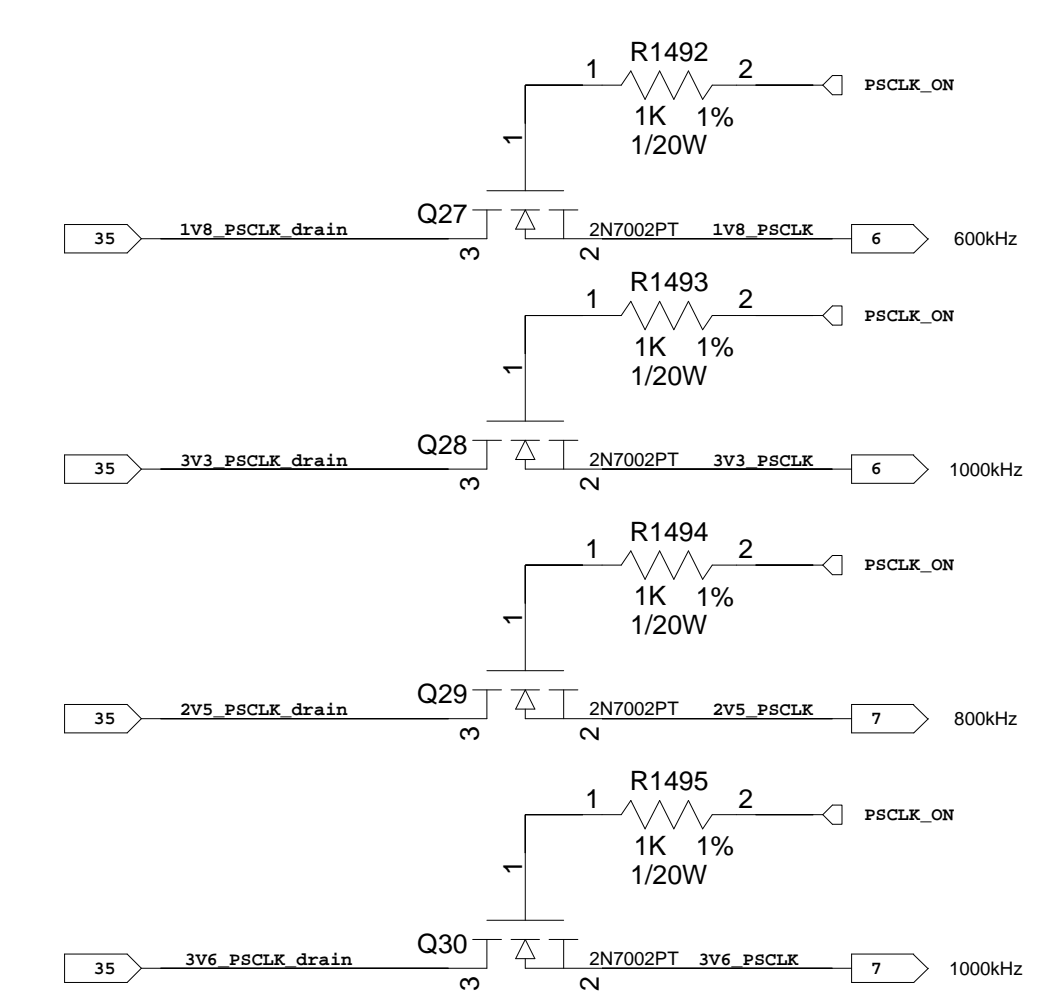 R1492
1 2 PSCLK_ON
1K 1%
1/20W
1
Q27
35 1V8_PSCLK_drain 2N7002PT 1V8_PSCLK 6 600kHz
3 2
R1493
1 2 PSCLK_ON
1K 1%
1/20W
1
Q28
35 3V3_PSCLK_drain 2N7002PT 3V3_PSCLK 6 1000kHz
3 2
R1494
1 2 PSCLK_ON
1K 1%
1/20W
1
Q29
35 2V5_PSCLK_drain 2N7002PT 2V5_PSCLK 7 800kHz
3 2
R1495
1 2 PSCLK_ON
1K 1%
1/20W
1
Q30
35 3V6_PSCLK_drain 2N7002PT 3V6_PSCLK 7 1000kHz
3 2